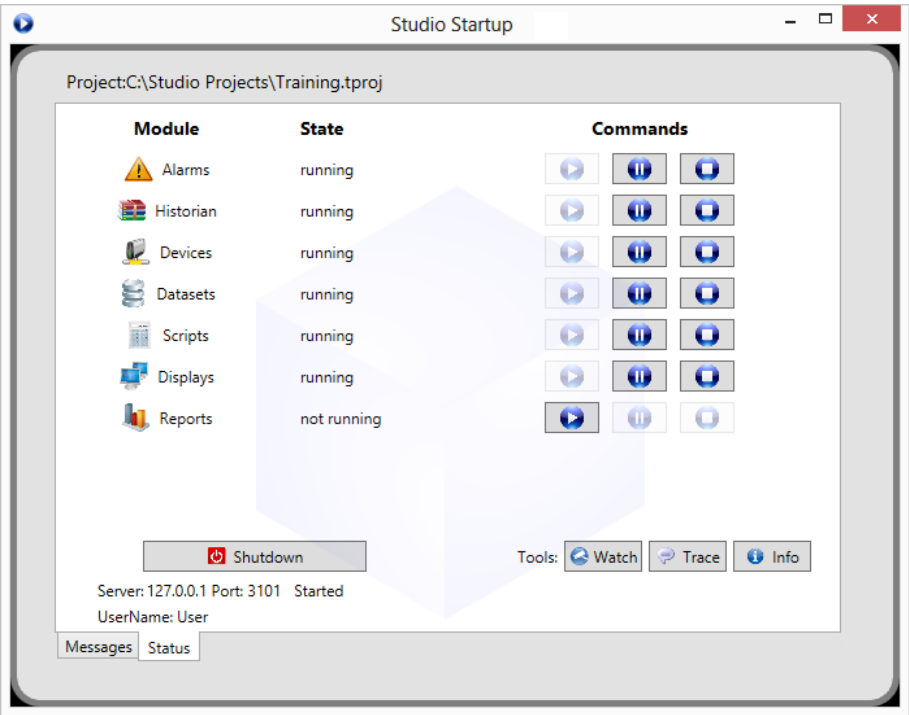 Studio Startup
Project:C:\Studio Projects\Training.tproj
Module State Commands
Alarms running
Historian running
Devices running
Datasets running
Scripts running
Displays running
Reports not running
Shutdown Tools: Watch Trace Info
Server: 127.0.0.1 Port: 3101 Started
UserName: User
Messages Status